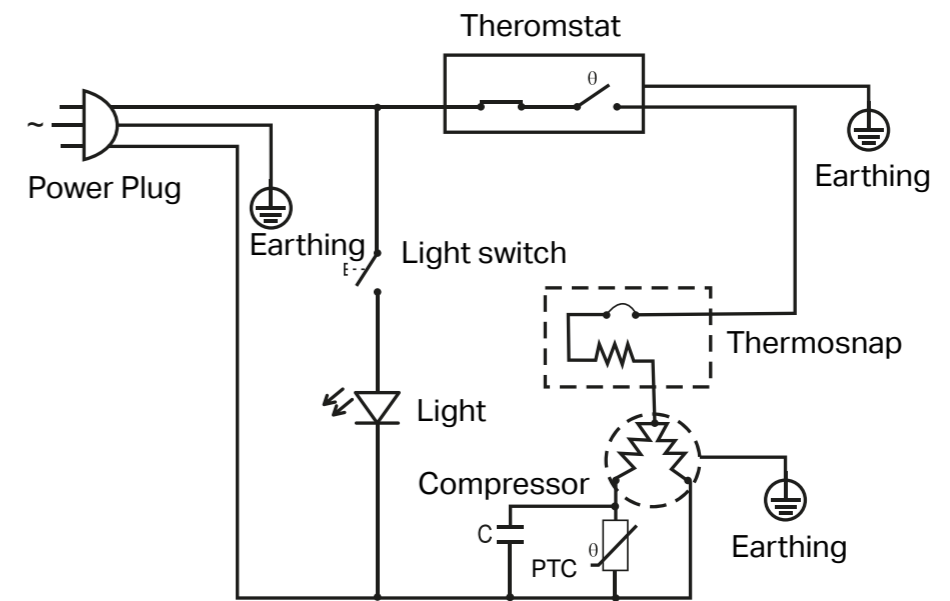 Theromstat
θ
~
Power Plug
Earthing
Earthing
Light switch
Thermosnap
Light
Compressor
C
θ
PTC
Earthing